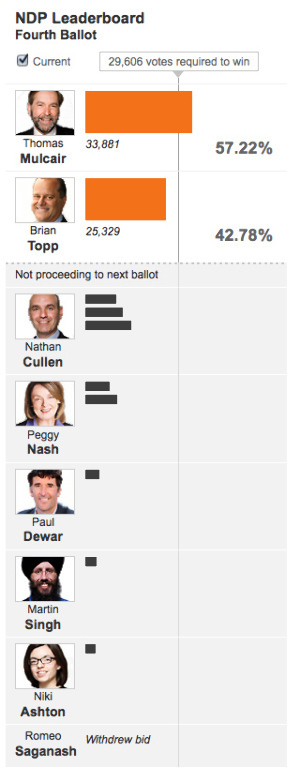 NDP Leaderboard
Fourth Ballot
Current
29,606 votes required to win
Thomas
Mulcair
33,881
57.22%
Brian
Topp
25,329
42.78%
Not proceeding to next ballot
Nathan
Cullen
Peggy
Nash
Paul
Dewar
Martin
Singh
Niki
Ashton
Romeo
Saganash
Withdrew bid